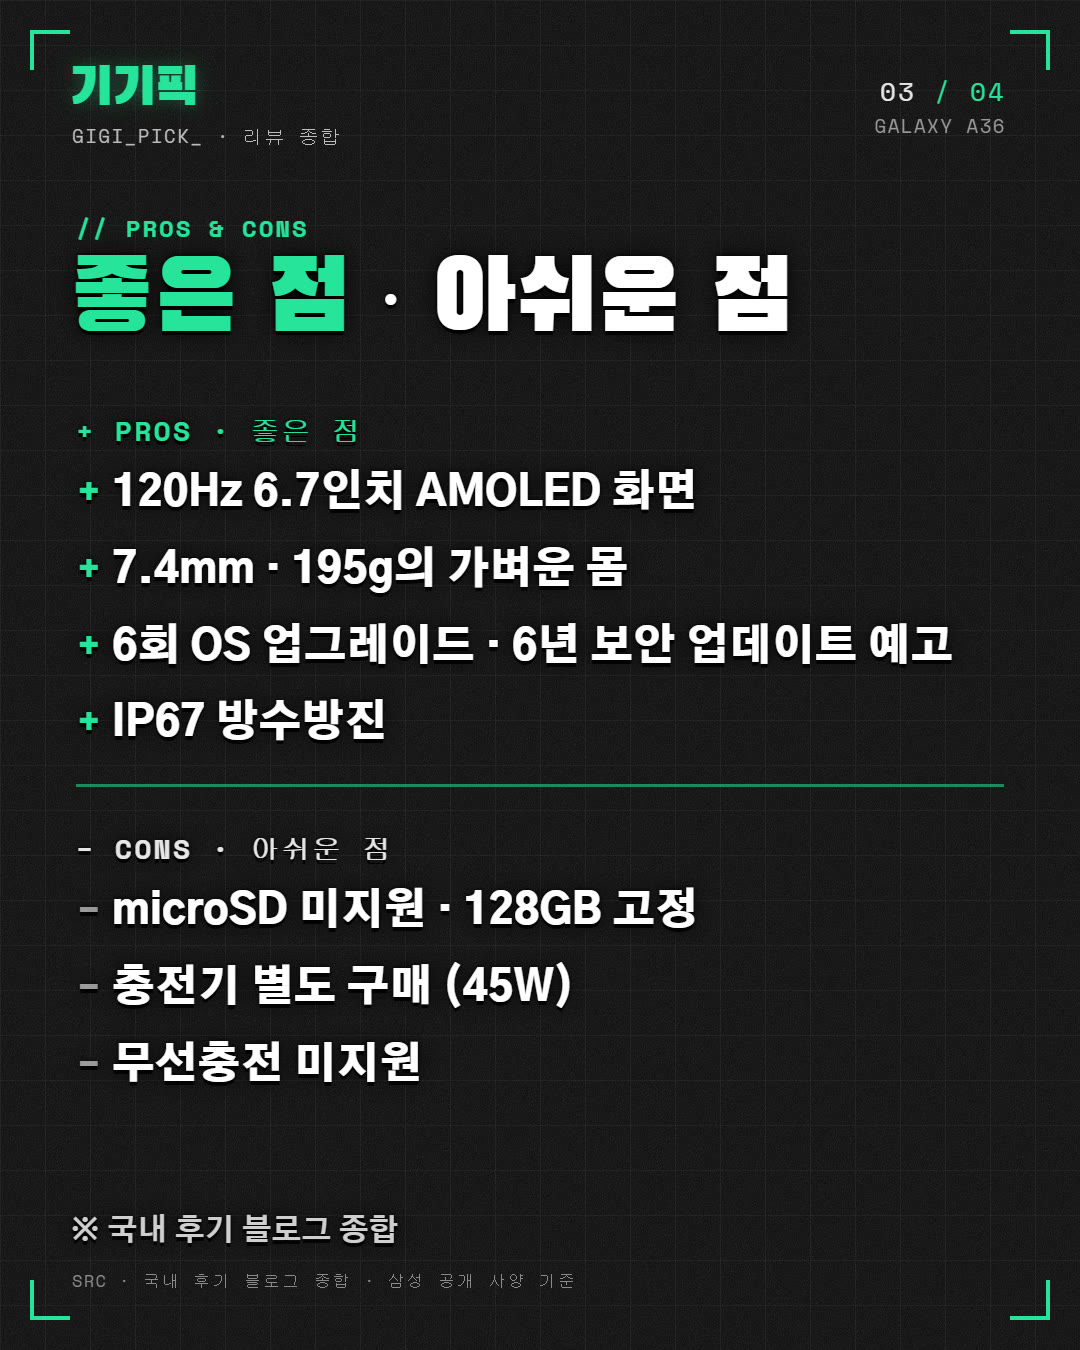 기기픽
GIGI_PICK_ · 리뷰 종합
03 / 04
GALAXY A36
// PROS & CONS
좋은 점 · 아쉬운 점
+ PROS · 좋은 점
+ 120Hz 6.7인치 AMOLED 화면
+ 7.4mm · 195g의 가벼운 몸
+ 6회 OS 업그레이드 · 6년 보안 업데이트 예고
+ IP67 방수방진
− CONS · 아쉬운 점
− microSD 미지원 · 128GB 고정
− 충전기 별도 구매 (45W)
− 무선충전 미지원
※ 국내 후기 블로그 종합
SRC · 국내 후기 블로그 종합 · 삼성 공개 사양 기준